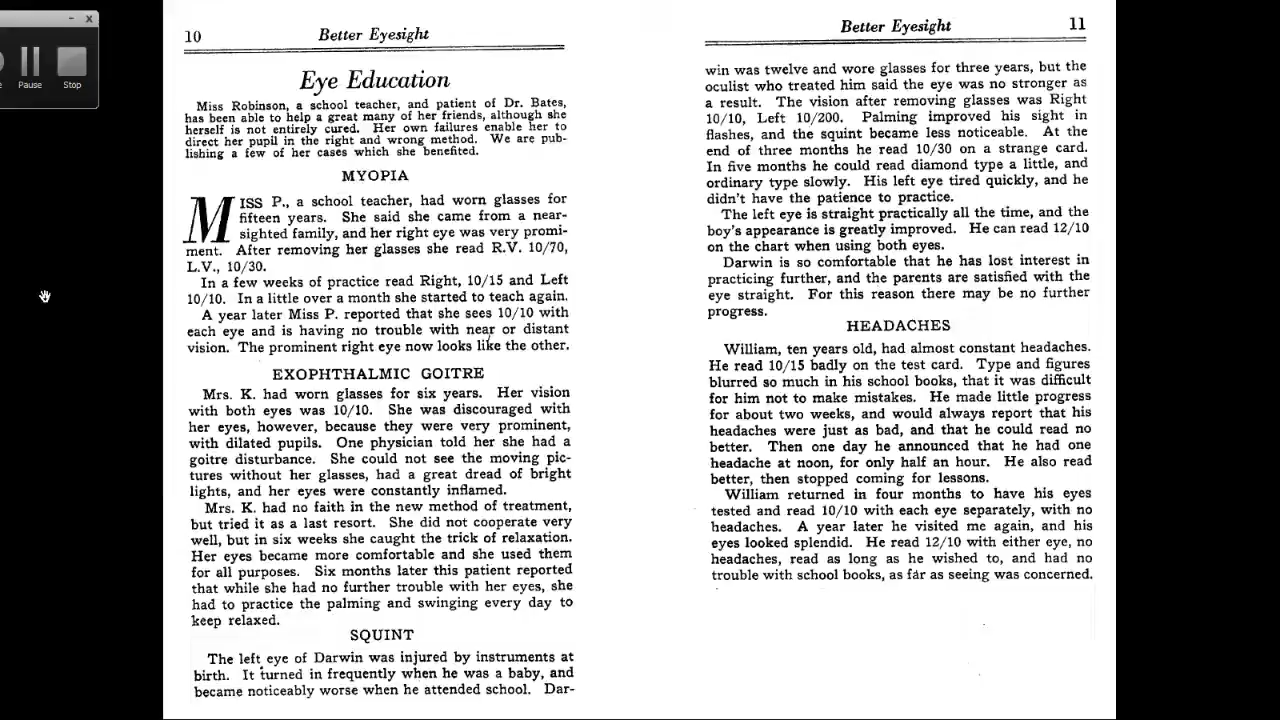 Pause
Stop
10
Better Eyesight
Eye Education
Miss Robinson, a school teacher, and patient of Dr. Bates,
has been able to help a great many of her friends, although she
herself is not entirely cured. Her own failures enable her to
direct her pupil in the right and wrong method. We are pub-
lishing a few of her cases which she benefited.
MYOPIA
MISS P., a school teacher, had worn glasses for
fifteen years. She said she came from a near-
sighted family, and her right eye was very promi-
ment. After removing her glasses she read R.V. 10/70,
L.V., 10/30.
In a few weeks of practice read Right, 10/15 and Left
10/10. In a little over a month she started to teach again.
A year later Miss P. reported that she sees 10/10 with
each eye and is having no trouble with near or distant
vision. The prominent right eye now looks like the other.
EXOPHTHALMIC GOITRE
Mrs. K. had worn glasses for six years. Her vision
with both eyes was 10/10. She was discouraged with
her eyes, however, because they were very prominent,
with dilated pupils. One physician told her she had a
goitre disturbance. She could not see the moving pic-
tures without her glasses, had a great dread of bright
lights, and her eyes were constantly inflamed.
Mrs. K. had no faith in the new method of treatment,
but tried it as a last resort. She did not cooperate very
well, but in six weeks she caught the trick of relaxation.
Her eyes became more comfortable and she used them
for all purposes. Six months later this patient reported
that while she had no further trouble with her eyes, she
had to practice the palming and swinging every day to
keep relaxed.
SQUINT
The left eye of Darwin was injured by instruments at
birth. It turned in frequently when he was a baby, and
became noticeably worse when he attended school. Dar-
Better Eyesight
11
win was twelve and wore glasses for three years, but the
oculist who treated him said the eye was no stronger as
a result. The vision after removing glasses was Right
10/10, Left 10/200. Palming improved his sight in
flashes, and the squint became less noticeable. At the
end of three months he read 10/30 on a strange card.
In five months he could read diamond type a little, and
ordinary type slowly. His left eye tired quickly, and he
didn't have the patience to practice.
The left eye is straight practically all the time, and the
boy's appearance is greatly improved. He can read 12/10
on the chart when using both eyes.
Darwin is so comfortable that he has lost interest in
practicing further, and the parents are satisfied with the
eye straight. For this reason there may be no further
progress.
HEADACHES
William, ten years old, had almost constant headaches.
He read 10/15 badly on the test card. Type and figures
blurred so much in his school books, that it was difficult
for him not to make mistakes. He made little progress
for about two weeks, and would always report that his
headaches were just as bad, and that he could read no
better. Then one day he announced that he had one
headache at noon, for only half an hour. He also read
better, then stopped coming for lessons.
William returned in four months to have his eyes
tested and read 10/10 with each eye separately, with no
headaches. A year later he visited me again, and his
eyes looked splendid. He read 12/10 with either eye, no
headaches, read as long as he wished to, and had no
trouble with school books, as far as seeing was concerned.